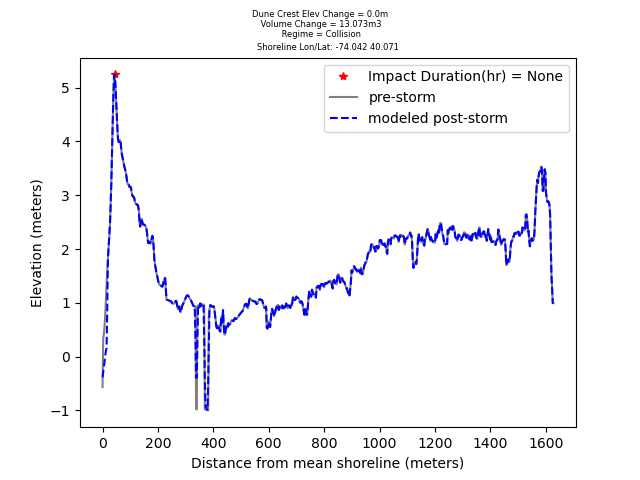 Dune Crest Elev Change = 0.0m
Volume Change = 13.073m3
Regime = Collision
Shoreline Lon/Lat: -74.042 40.071
Impact Duration(hr) = None
pre-storm
modeled post-storm
Elevation (meters)
5
4
3
2
1
0
−1
0 200 400 600 800 1000 1200 1400 1600
Distance from mean shoreline (meters)